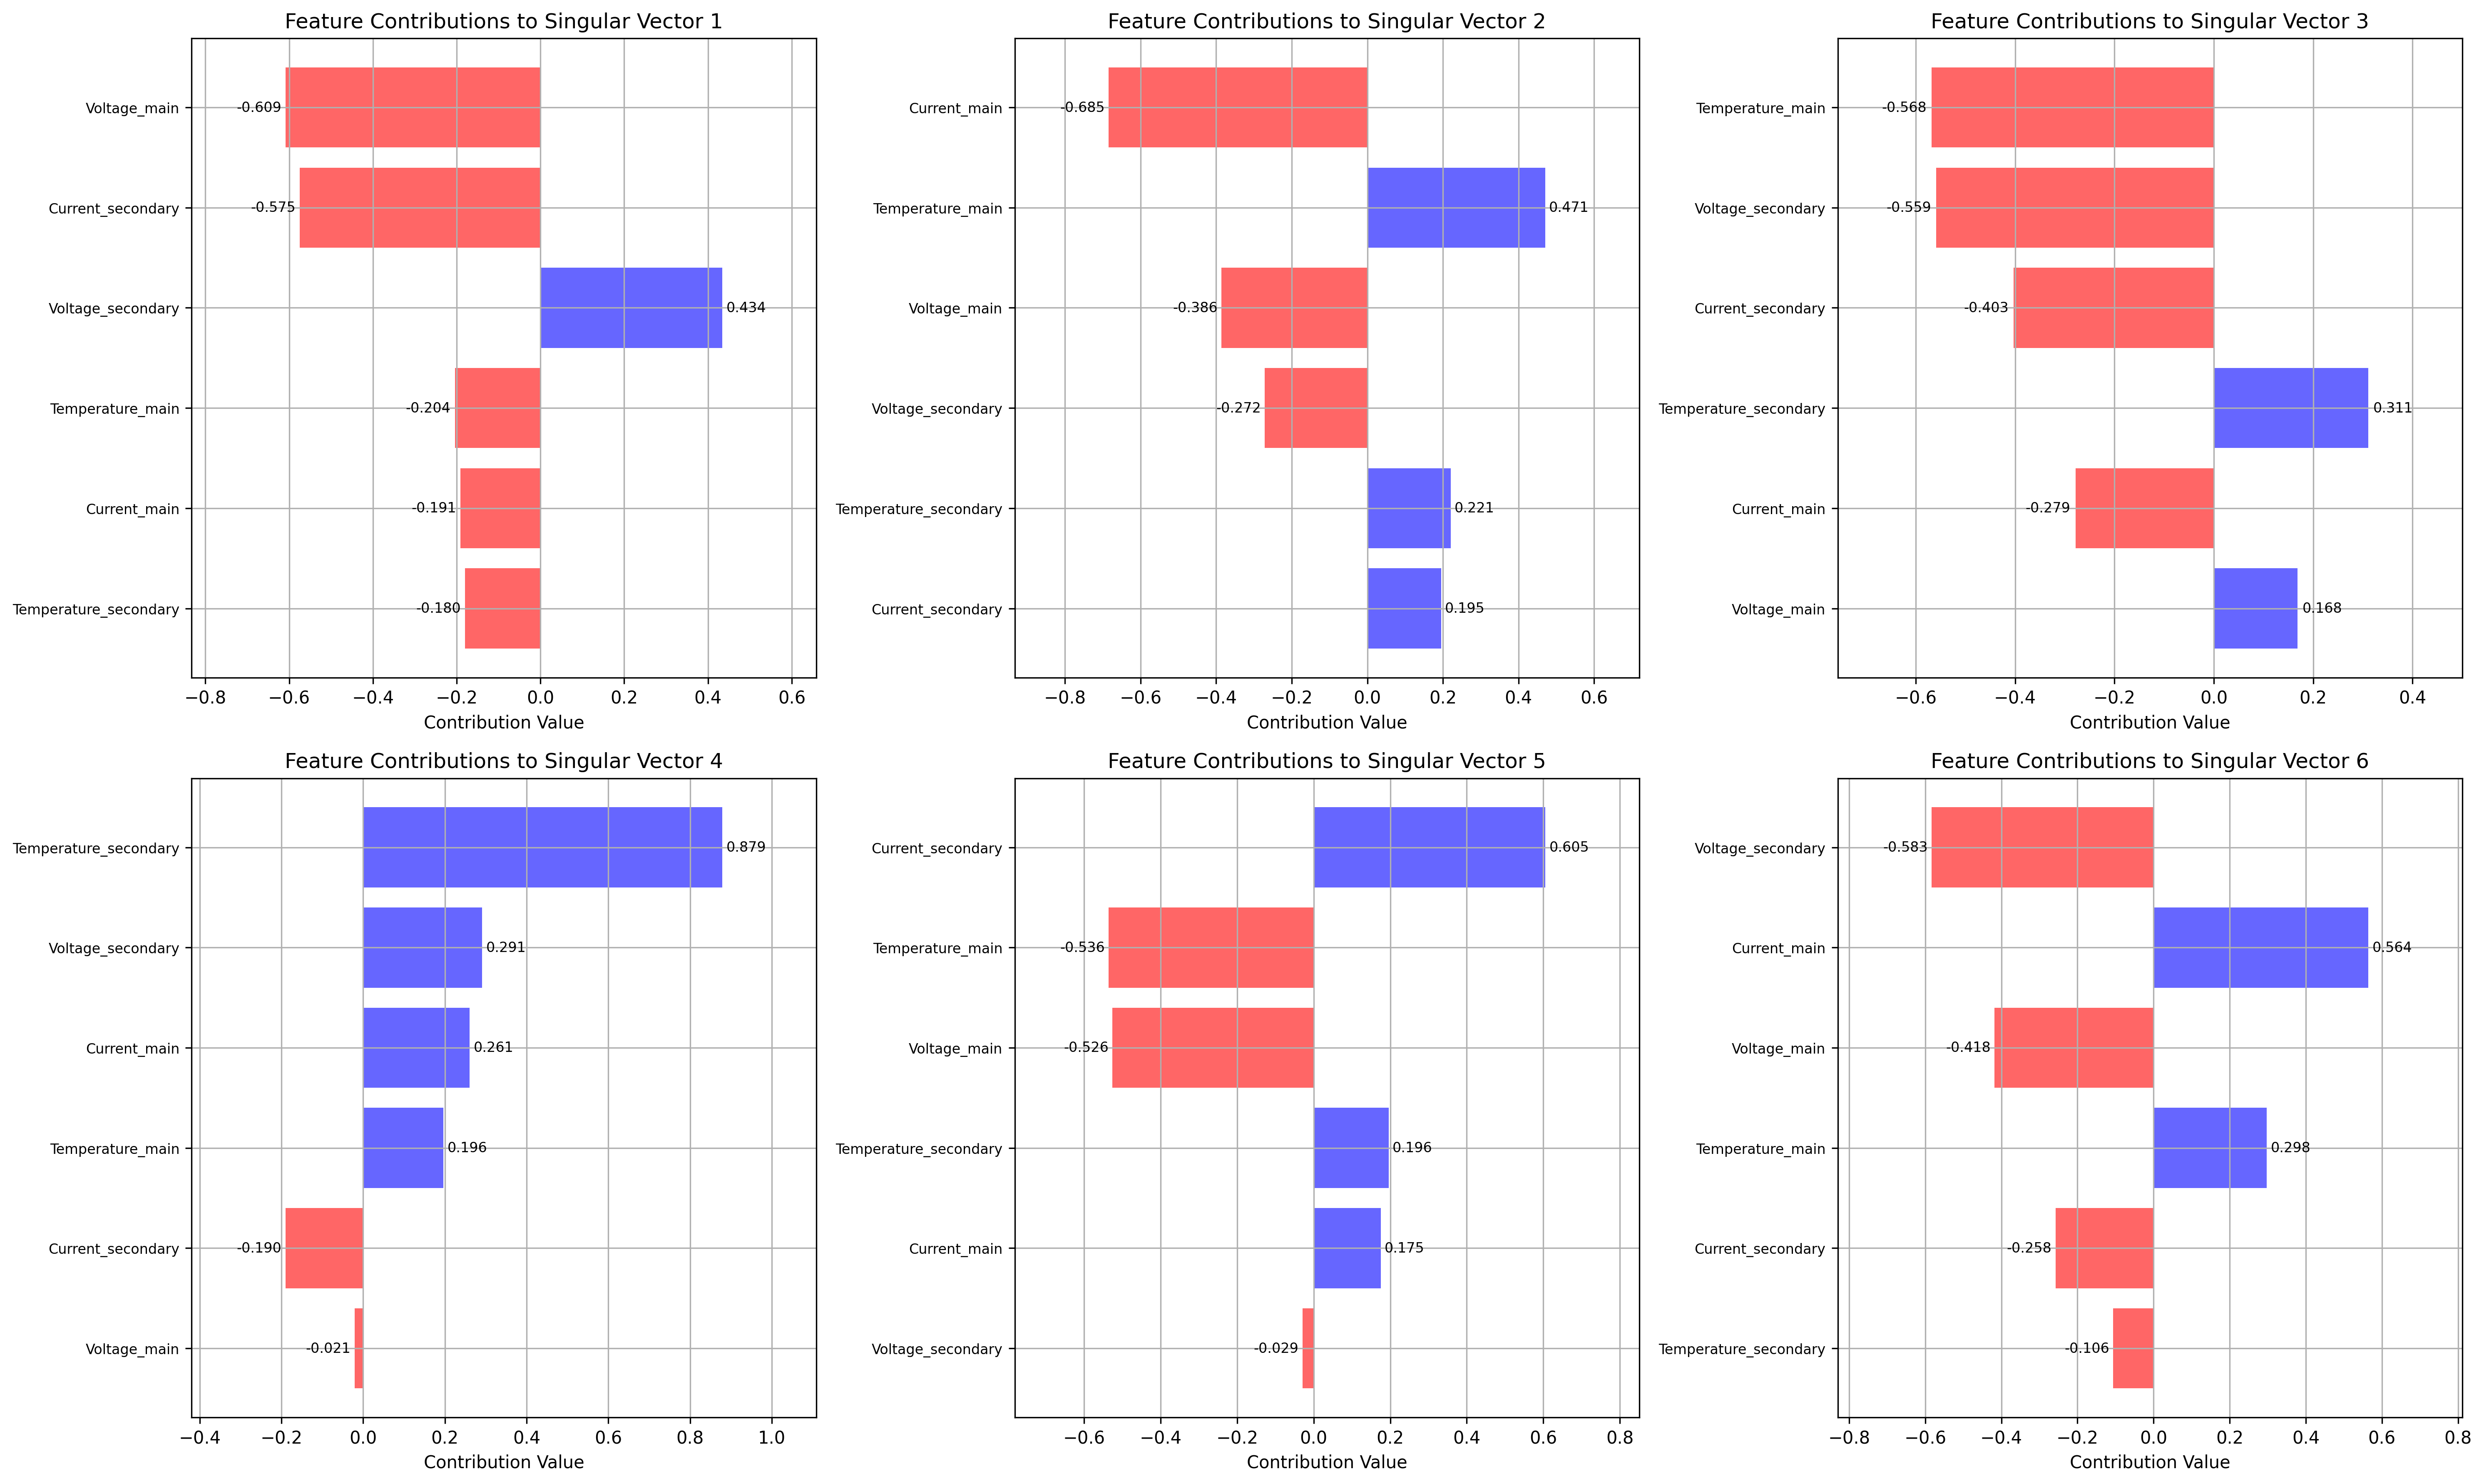 Feature Contributions to Singular Vector 1
Voltage_main
-0.609
Current_secondary
-0.575
Voltage_secondary
0.434
Temperature_main
-0.204
Current_main
-0.191
Temperature_secondary
-0.180
−0.8 −0.6 −0.4 −0.2 0.0 0.2 0.4 0.6
Contribution Value
Feature Contributions to Singular Vector 2
Current_main
-0.685
Temperature_main
0.471
Voltage_main
-0.386
Voltage_secondary
-0.272
Temperature_secondary
0.221
Current_secondary
0.195
−0.8 −0.6 −0.4 −0.2 0.0 0.2 0.4 0.6
Contribution Value
Feature Contributions to Singular Vector 3
Temperature_main
-0.568
Voltage_secondary
-0.559
Current_secondary
-0.403
Temperature_secondary
0.311
Current_main
-0.279
Voltage_main
0.168
−0.6 −0.4 −0.2 0.0 0.2 0.4
Contribution Value
Feature Contributions to Singular Vector 4
Temperature_secondary
0.879
Voltage_secondary
0.291
Current_main
0.261
Temperature_main
0.196
Current_secondary
-0.190
Voltage_main
-0.021
−0.4 −0.2 0.0 0.2 0.4 0.6 0.8 1.0
Contribution Value
Feature Contributions to Singular Vector 5
Current_secondary
0.605
Temperature_main
-0.536
Voltage_main
-0.526
Temperature_secondary
0.196
Current_main
0.175
Voltage_secondary
-0.029
−0.6 −0.4 −0.2 0.0 0.2 0.4 0.6 0.8
Contribution Value
Feature Contributions to Singular Vector 6
Voltage_secondary
-0.583
Current_main
0.564
Voltage_main
-0.418
Temperature_main
0.298
Current_secondary
-0.258
Temperature_secondary
-0.106
−0.8 −0.6 −0.4 −0.2 0.0 0.2 0.4 0.6 0.8
Contribution Value